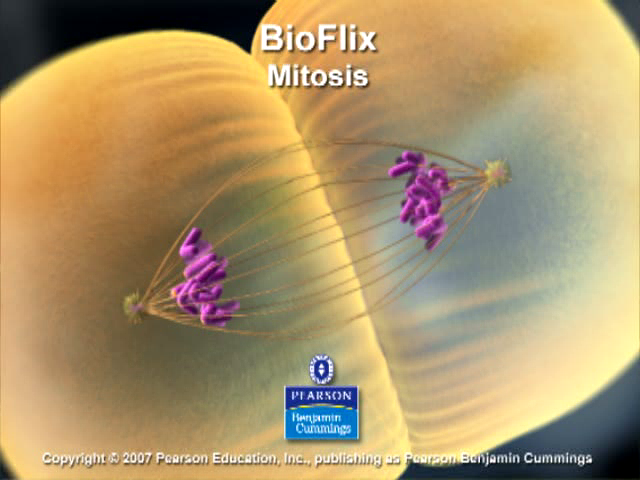 BioFlix
Mitosis
PEARSON
Benjamin
Cummings
Copyright © 2007 Pearson Education, Inc., publishing as Pearson Benjamin Cummings